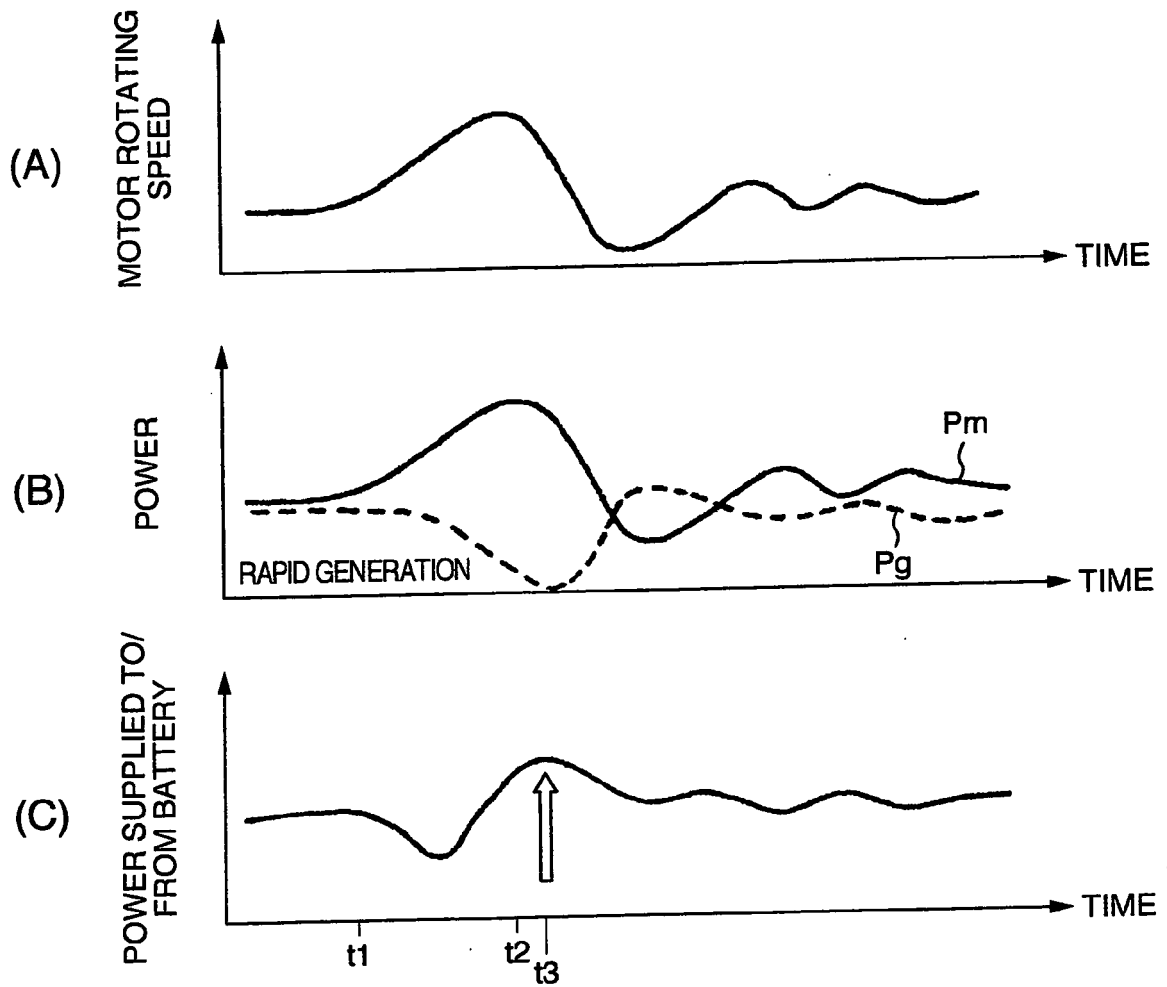 (A)
MOTOR ROTATING
SPEED
TIME
(B)
POWER
Pm
Pg
RAPID GENERATION
TIME
(C)
POWER SUPPLIED TO/
FROM BATTERY
TIME
t1
t2
t3